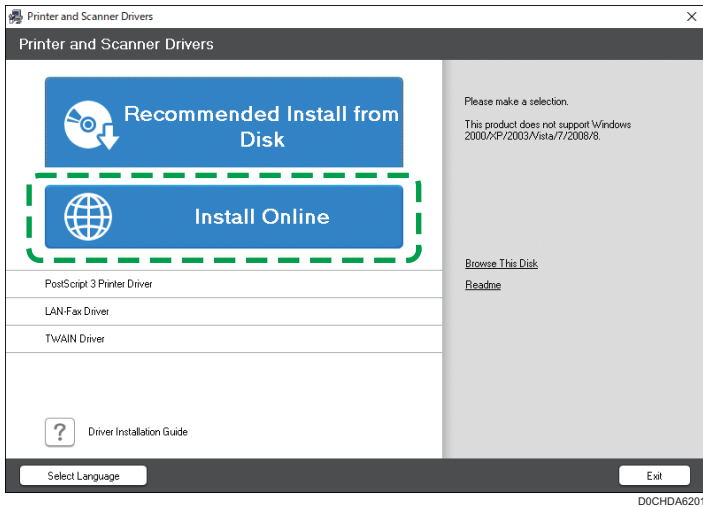 Printer and Scanner Drivers
Printer and Scanner Drivers
Recommended Install from
Disk
Install Online
PostScript 3 Printer Driver
LAN-Fax Driver
TWAIN Driver
? Driver Installation Guide
Please make a selection.
This product does not support Windows
2000/XP/2003/Vista/7/2008/8.
Browse This Disk
Readme
Select Language
Exit
D0CHDA6201